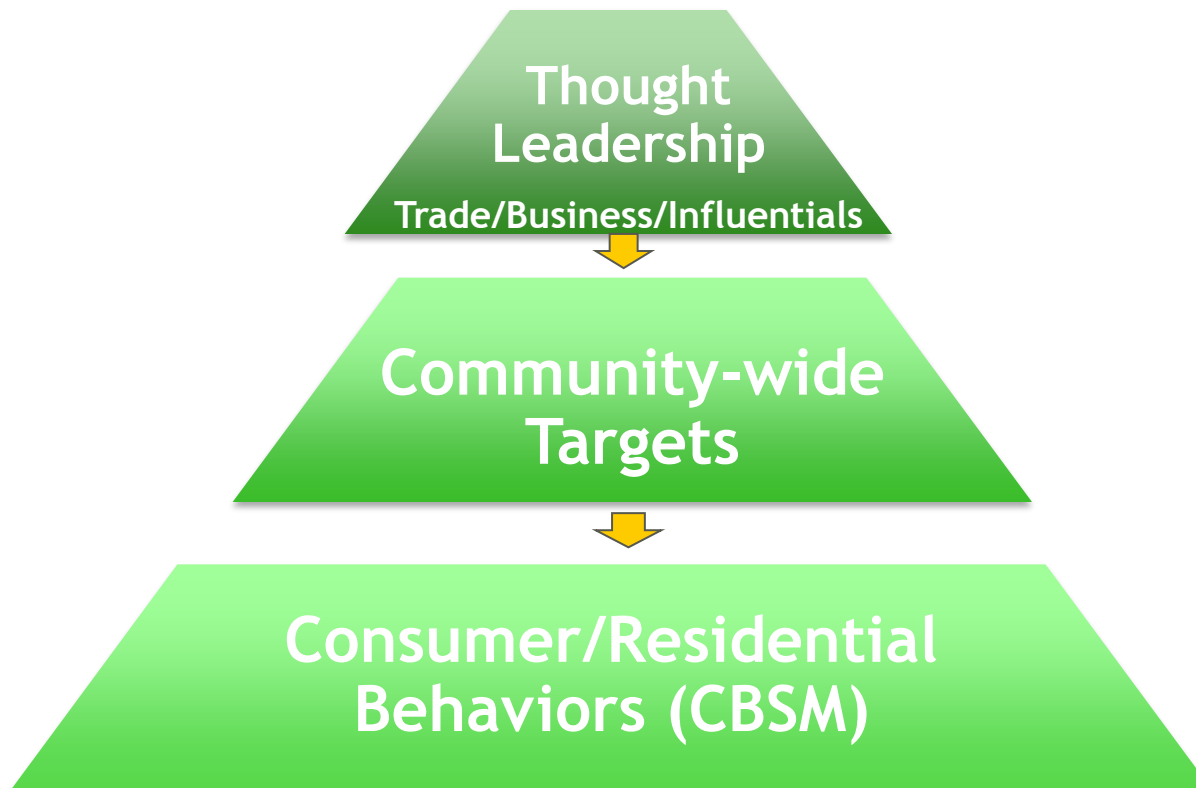 Thought
Leadership
Trade/Business/Influentials
Community-wide
Targets
Consumer/Residential
Behaviors (CBSM)